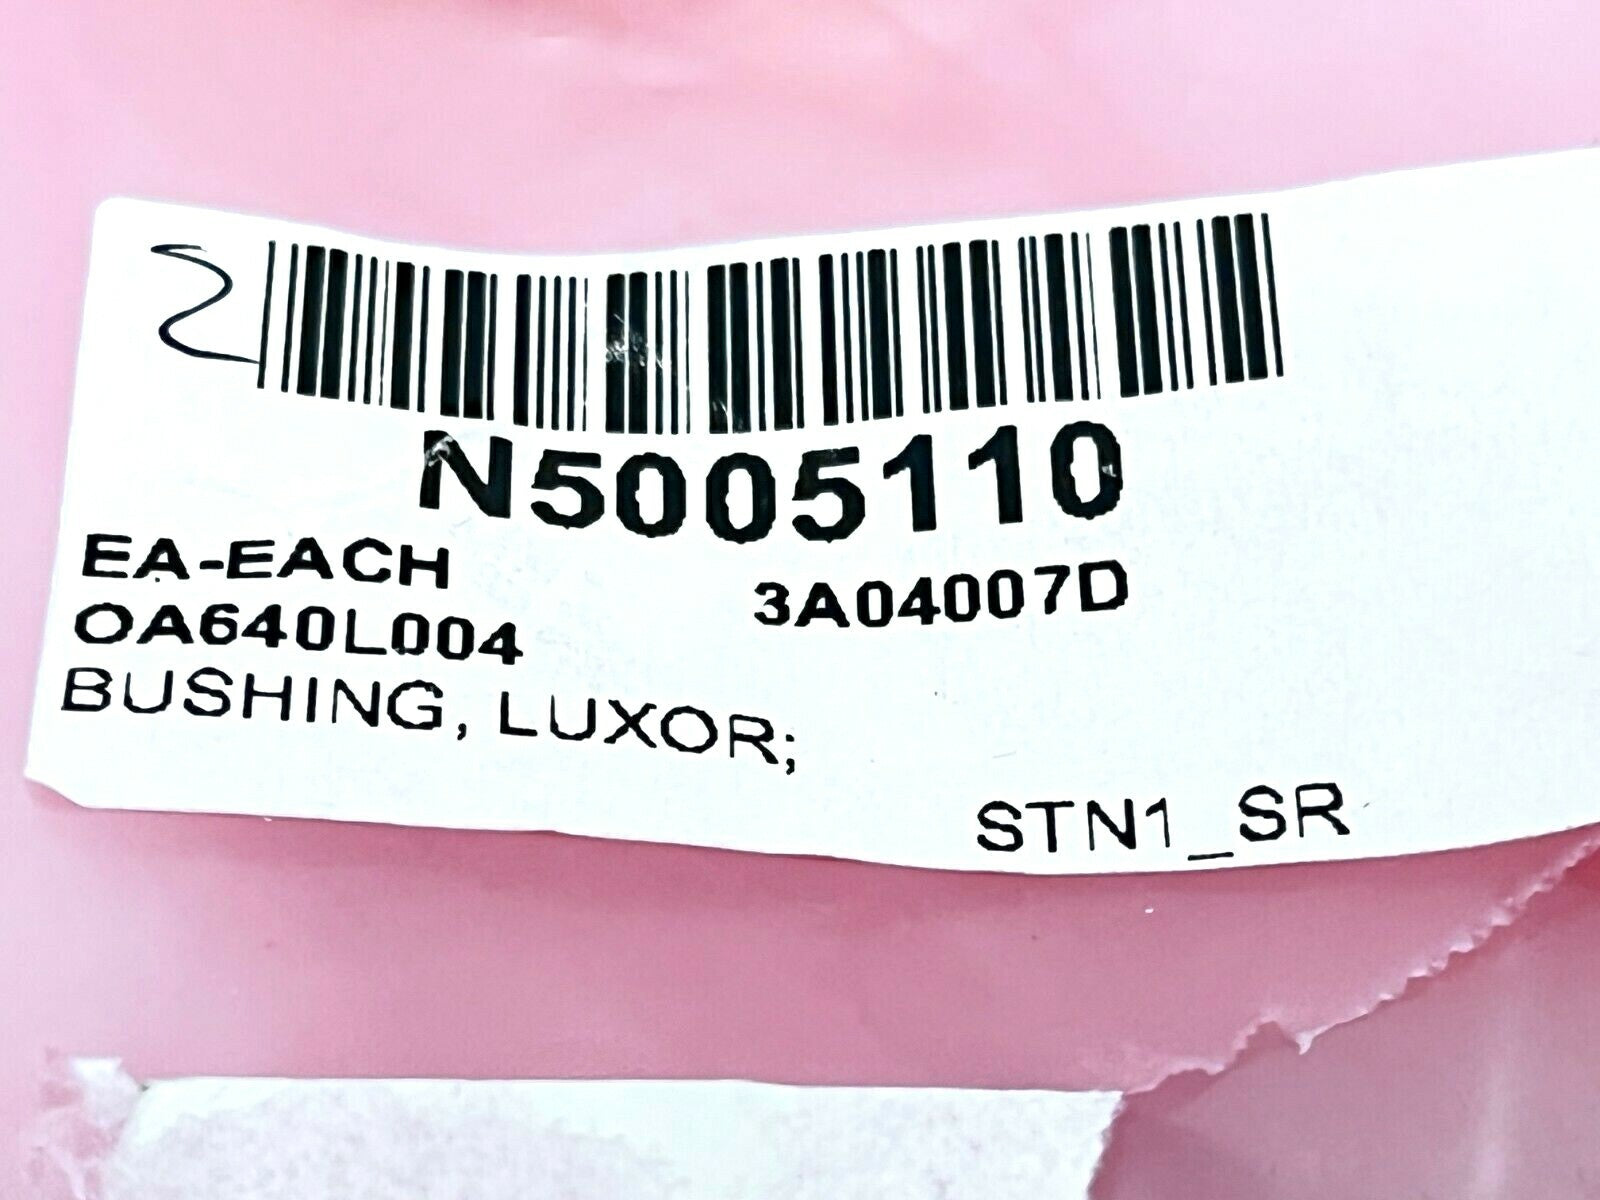 N5005110
EA-EACH
3A04007D
OA640L004
BUSHING, LUXOR;
STN1_SR